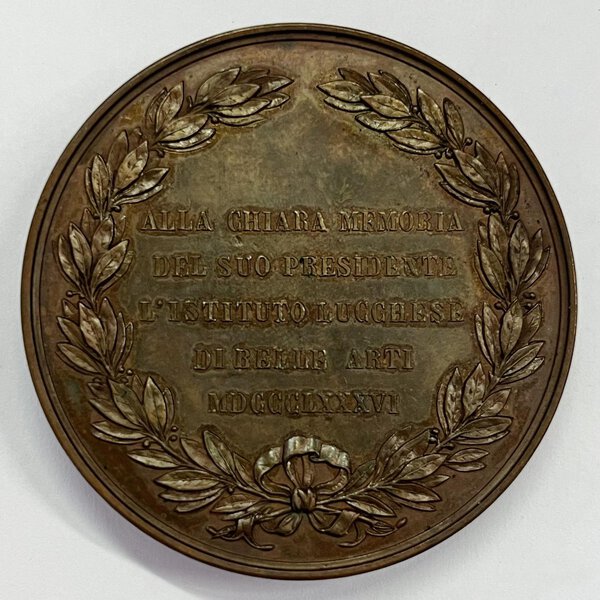 ALLA CHIARA MEMORIA
DEL SUO PRESIDENTE
L'ISTITUTO LUCCHESE
DI BELLE ARTI
MDCCCLXXXVI